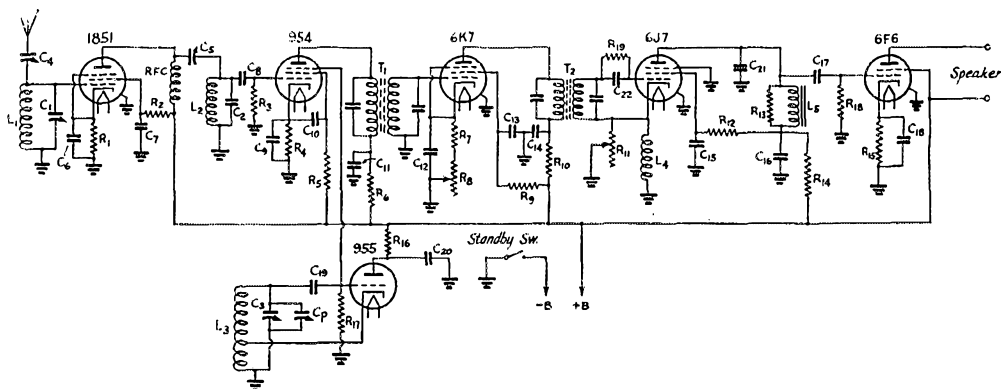 1851
954
6K7
6J7
6F6
C4
C5
RFC
C8
T1
T2
R19
C17
Speaker
L1
C1
R2
L2
C2
R3
C10
C22
C21
R13
L5
R18
C6
R1
C7
C9
R4
C11
C12
R7
C13
C14
R11
L4
R12
C15
C16
R15
C18
R5
R6
R8
R9
R10
R14
955
R16
C20
Standby Sw.
-B
+B
C19
L3
C3
Cp
R17